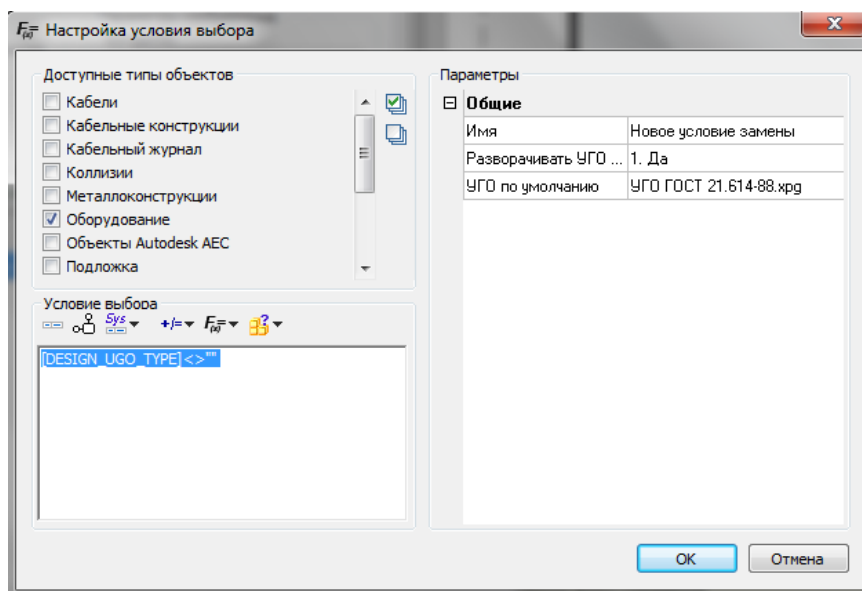 Настройка условия выбора
Доступные типы объектов
Кабели
Кабельные конструкции
Кабельный журнал
Коллизии
Металлоконструкции
Оборудование
Объекты Autodesk AEC
Подложка
Условие выбора
Sys
+/=
F(x)=
[DESIGN_UGO_TYPE]<>""
Параметры
Общие
Имя Новое условие замены
Разворачивать УГО ... 1. Да
УГО по умолчанию УГО ГОСТ 21.614-88.xpg
ОК
Отмена